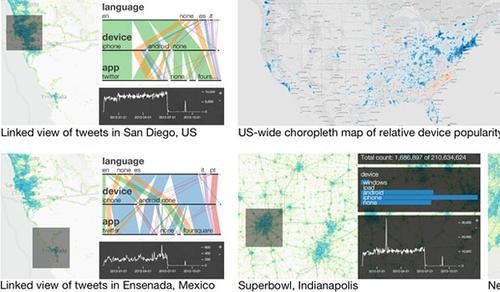 language
en none es it
device
iphone android none
app
twitter none fours...
Linked view of tweets in San Diego, US
US-wide choropleth map of relative device popularity
language
en none es it pt
device
iphone android none
app
twitter none foursquare
Linked view of tweets in Ensenada, Mexico
Total count: 1,686,697 of 210,634,624
device
windows
ipad
android
iphone
none
Superbowl, Indianapolis
No